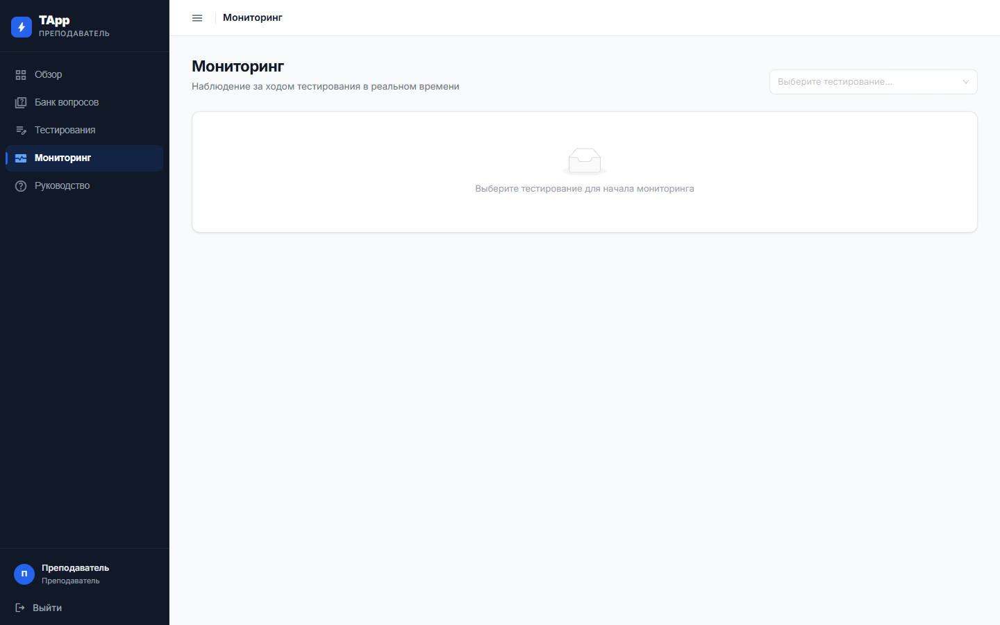 TApp
ПРЕПОДАВАТЕЛЬ
Обзор
Банк вопросов
Тестирования
Мониторинг
Руководство
П
Преподаватель
Преподаватель
Выйти
Мониторинг
Мониторинг
Наблюдение за ходом тестирования в реальном времени
Выберите тестирование...
Выберите тестирование для начала мониторинга